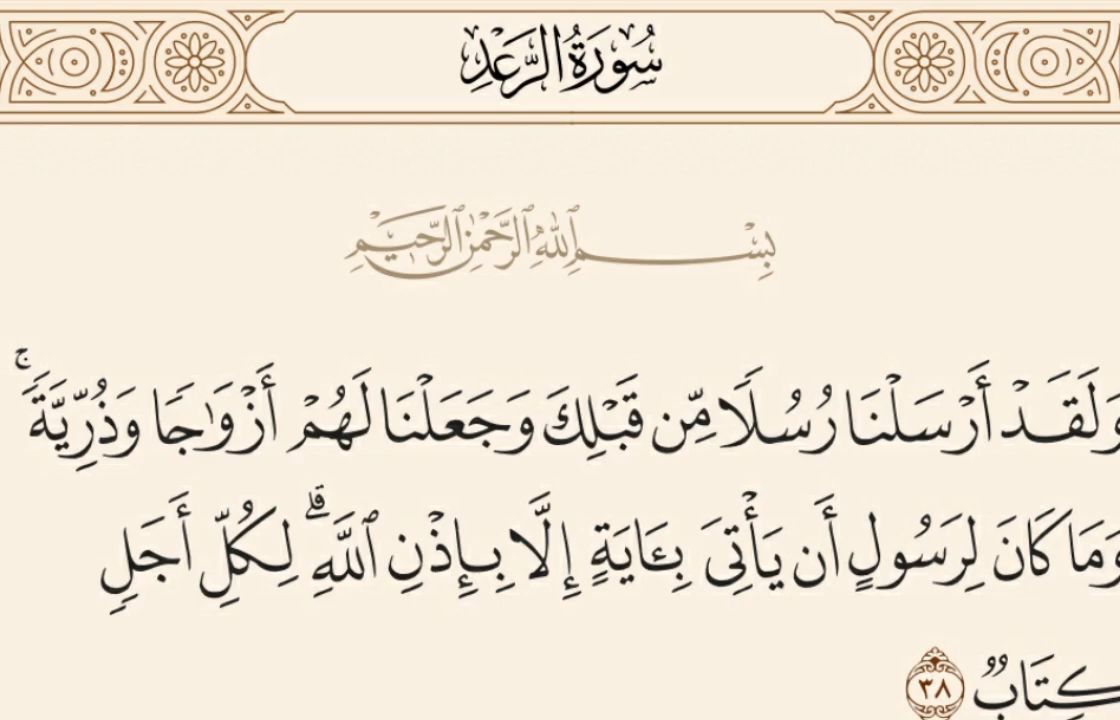 سُورَةُ الرَّعْدِ
بِسْمِ ٱللَّهِ ٱلرَّحْمَٰنِ ٱلرَّحِيمِ
وَلَقَدْ أَرْسَلْنَا رُسُلًا مِّن قَبْلِكَ وَجَعَلْنَا لَهُمْ أَزْوَٰجًا وَذُرِّيَّةً ۚ
وَمَا كَانَ لِرَسُولٍ أَن يَأْتِىَ بِـَٔايَةٍ إِلَّا بِإِذْنِ ٱللَّهِ ۗ لِكُلِّ أَجَلٍ
كِتَابٌ ٣٨